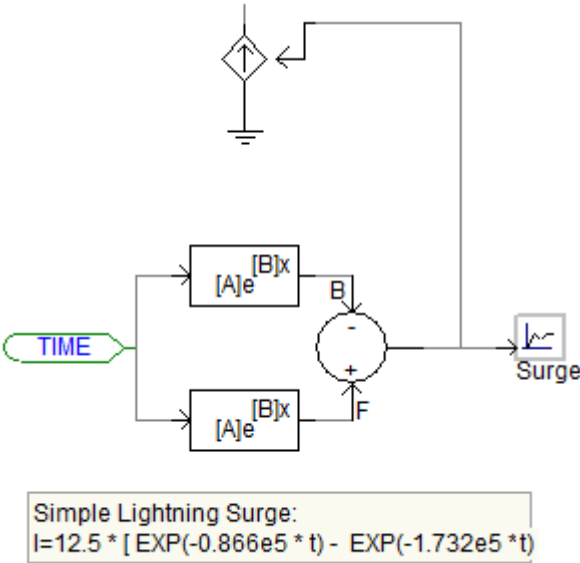 [B]x
[A]e
B
-
TIME
+
Surge
[B]x
[A]e
F
Simple Lightning Surge:
I=12.5 * [ EXP(-0.866e5 * t) - EXP(-1.732e5 *t)